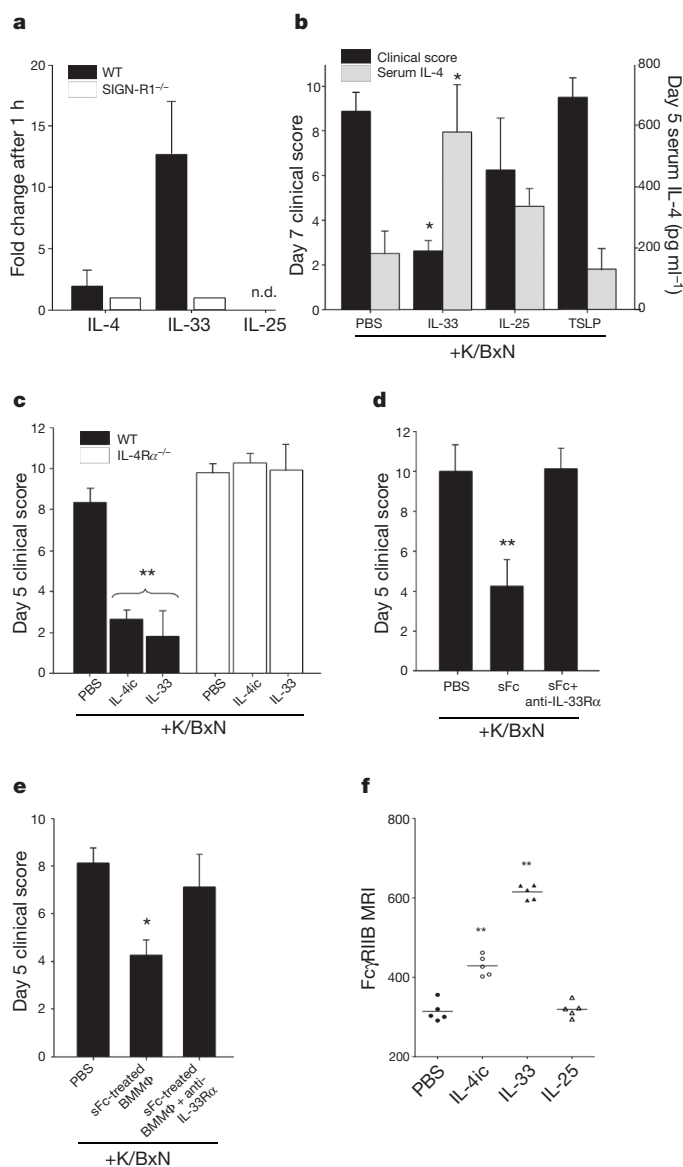 a
20
15
10
5
0
Fold change after 1 h
WT
SIGN-R1–/–
n.d.
IL-4
IL-33
IL-25
b
Clinical score
Serum IL-4
10
8
6
4
2
0
Day 7 clinical score
*
*
800
600
400
200
0
Day 5 serum IL-4
(pg ml–1)
PBS
IL-33
IL-25
TSLP
+K/BxN
c
12
10
8
6
4
2
0
Day 5 clinical score
WT
IL-4Rα–/–
**
PBS
IL-4ic
IL-33
PBS
IL-4ic
IL-33
+K/BxN
d
12
10
8
6
4
2
0
Day 5 clinical score
**
PBS
sFc
sFc+
anti-IL-33Rα
+K/BxN
e
10
8
6
4
2
0
Day 5 clinical score
*
PBS
sFc-treated
BMMΦ
sFc-treated
BMMΦ + anti-
IL-33Rα
+K/BxN
f
800
600
400
200
FcγRIIB MRI
**
**
PBS
IL-4ic
IL-33
IL-25